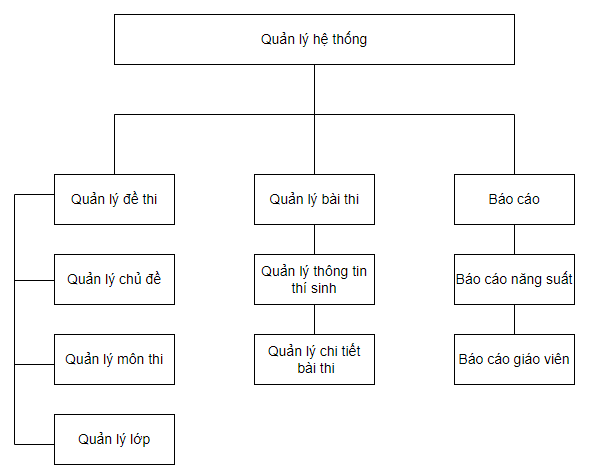 Quản lý hệ thống
Quản lý đề thi
Quản lý bài thi
Báo cáo
Quản lý chủ đề
Quản lý thông tin
thí sinh
Báo cáo năng suất
Quản lý môn thi
Quản lý chi tiết
bài thi
Báo cáo giáo viên
Quản lý lớp